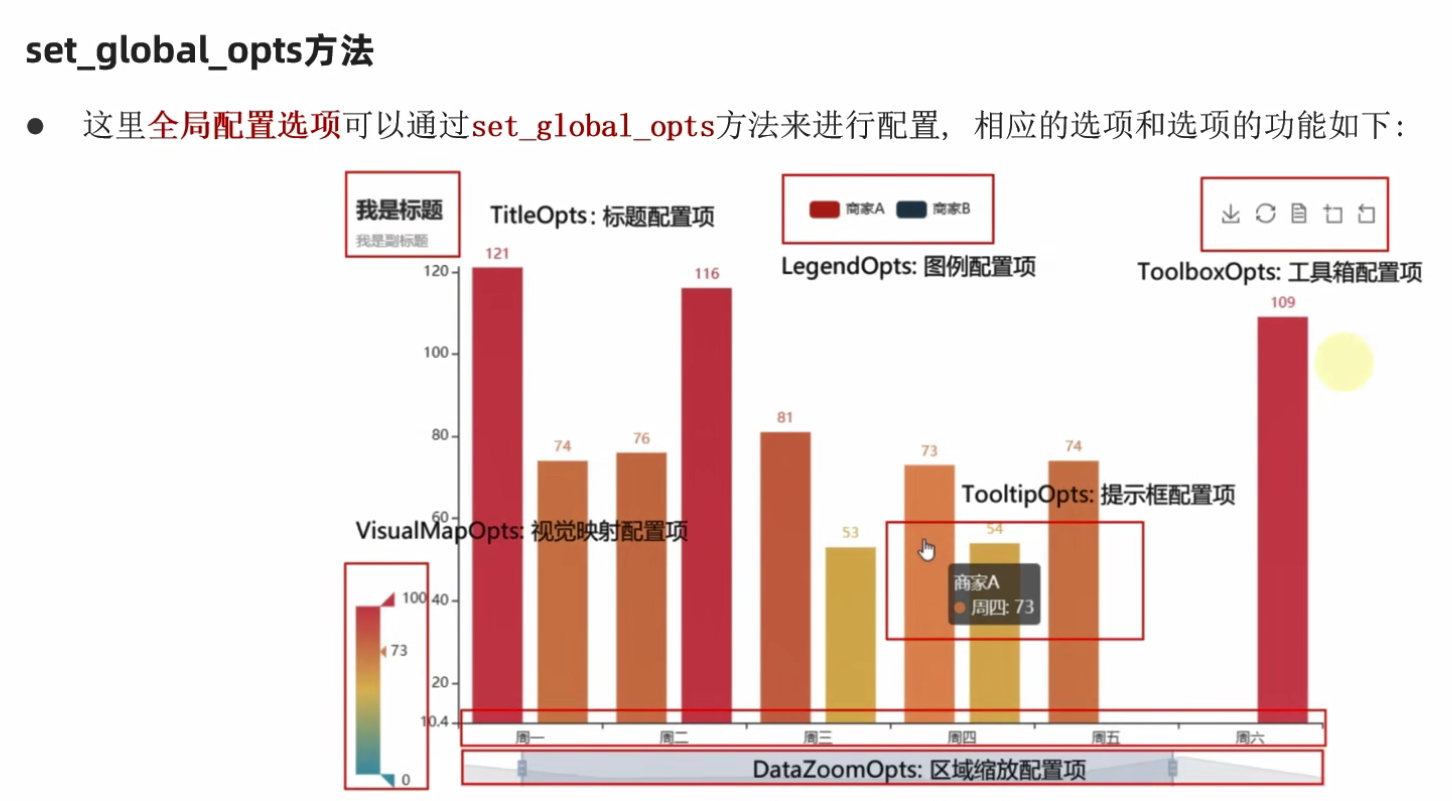 set_global_opts方法
● 这里全局配置选项可以通过set_global_opts方法来进行配置, 相应的选项和选项的功能如下:
我是标题
我是副标题
TitleOpts: 标题配置项
商家A 商家B
LegendOpts: 图例配置项
ToolboxOpts: 工具箱配置项
121
120
116
109
100
81
80
74
76
73
74
TooltipOpts: 提示框配置项
60
VisualMapOpts: 视觉映射配置项
53
54
商家A
周四: 73
100
40
73
20
10.4
0
周一 周二 周三 周四 周五 周六
DataZoomOpts: 区域缩放配置项